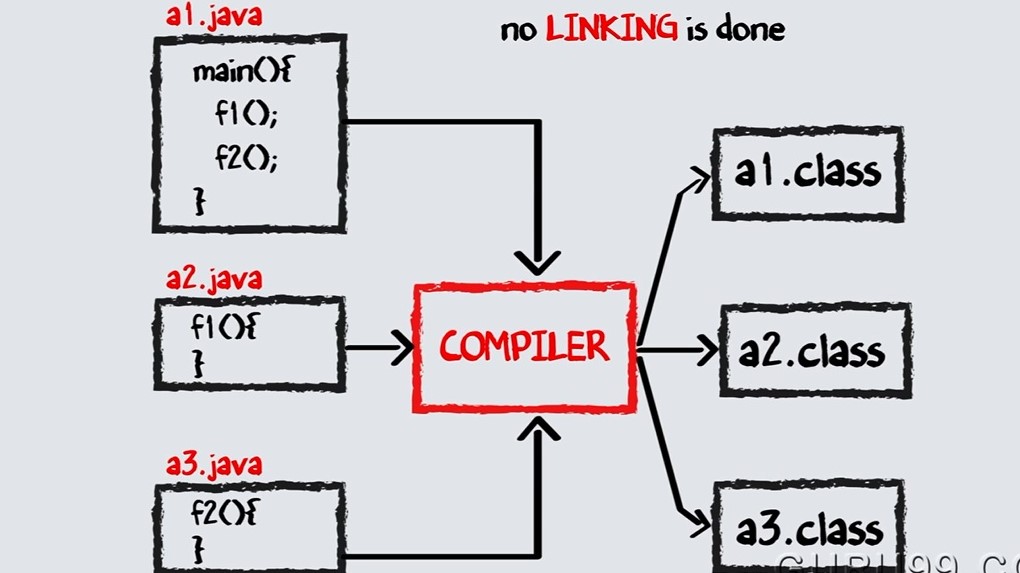 a1.java
no LINKING is done
main(){
f1();
f2();
}
a1.class
a2.java
f1(){
}
COMPILER
a2.class
a3.java
f2(){
}
a3.class
GURU99.CO